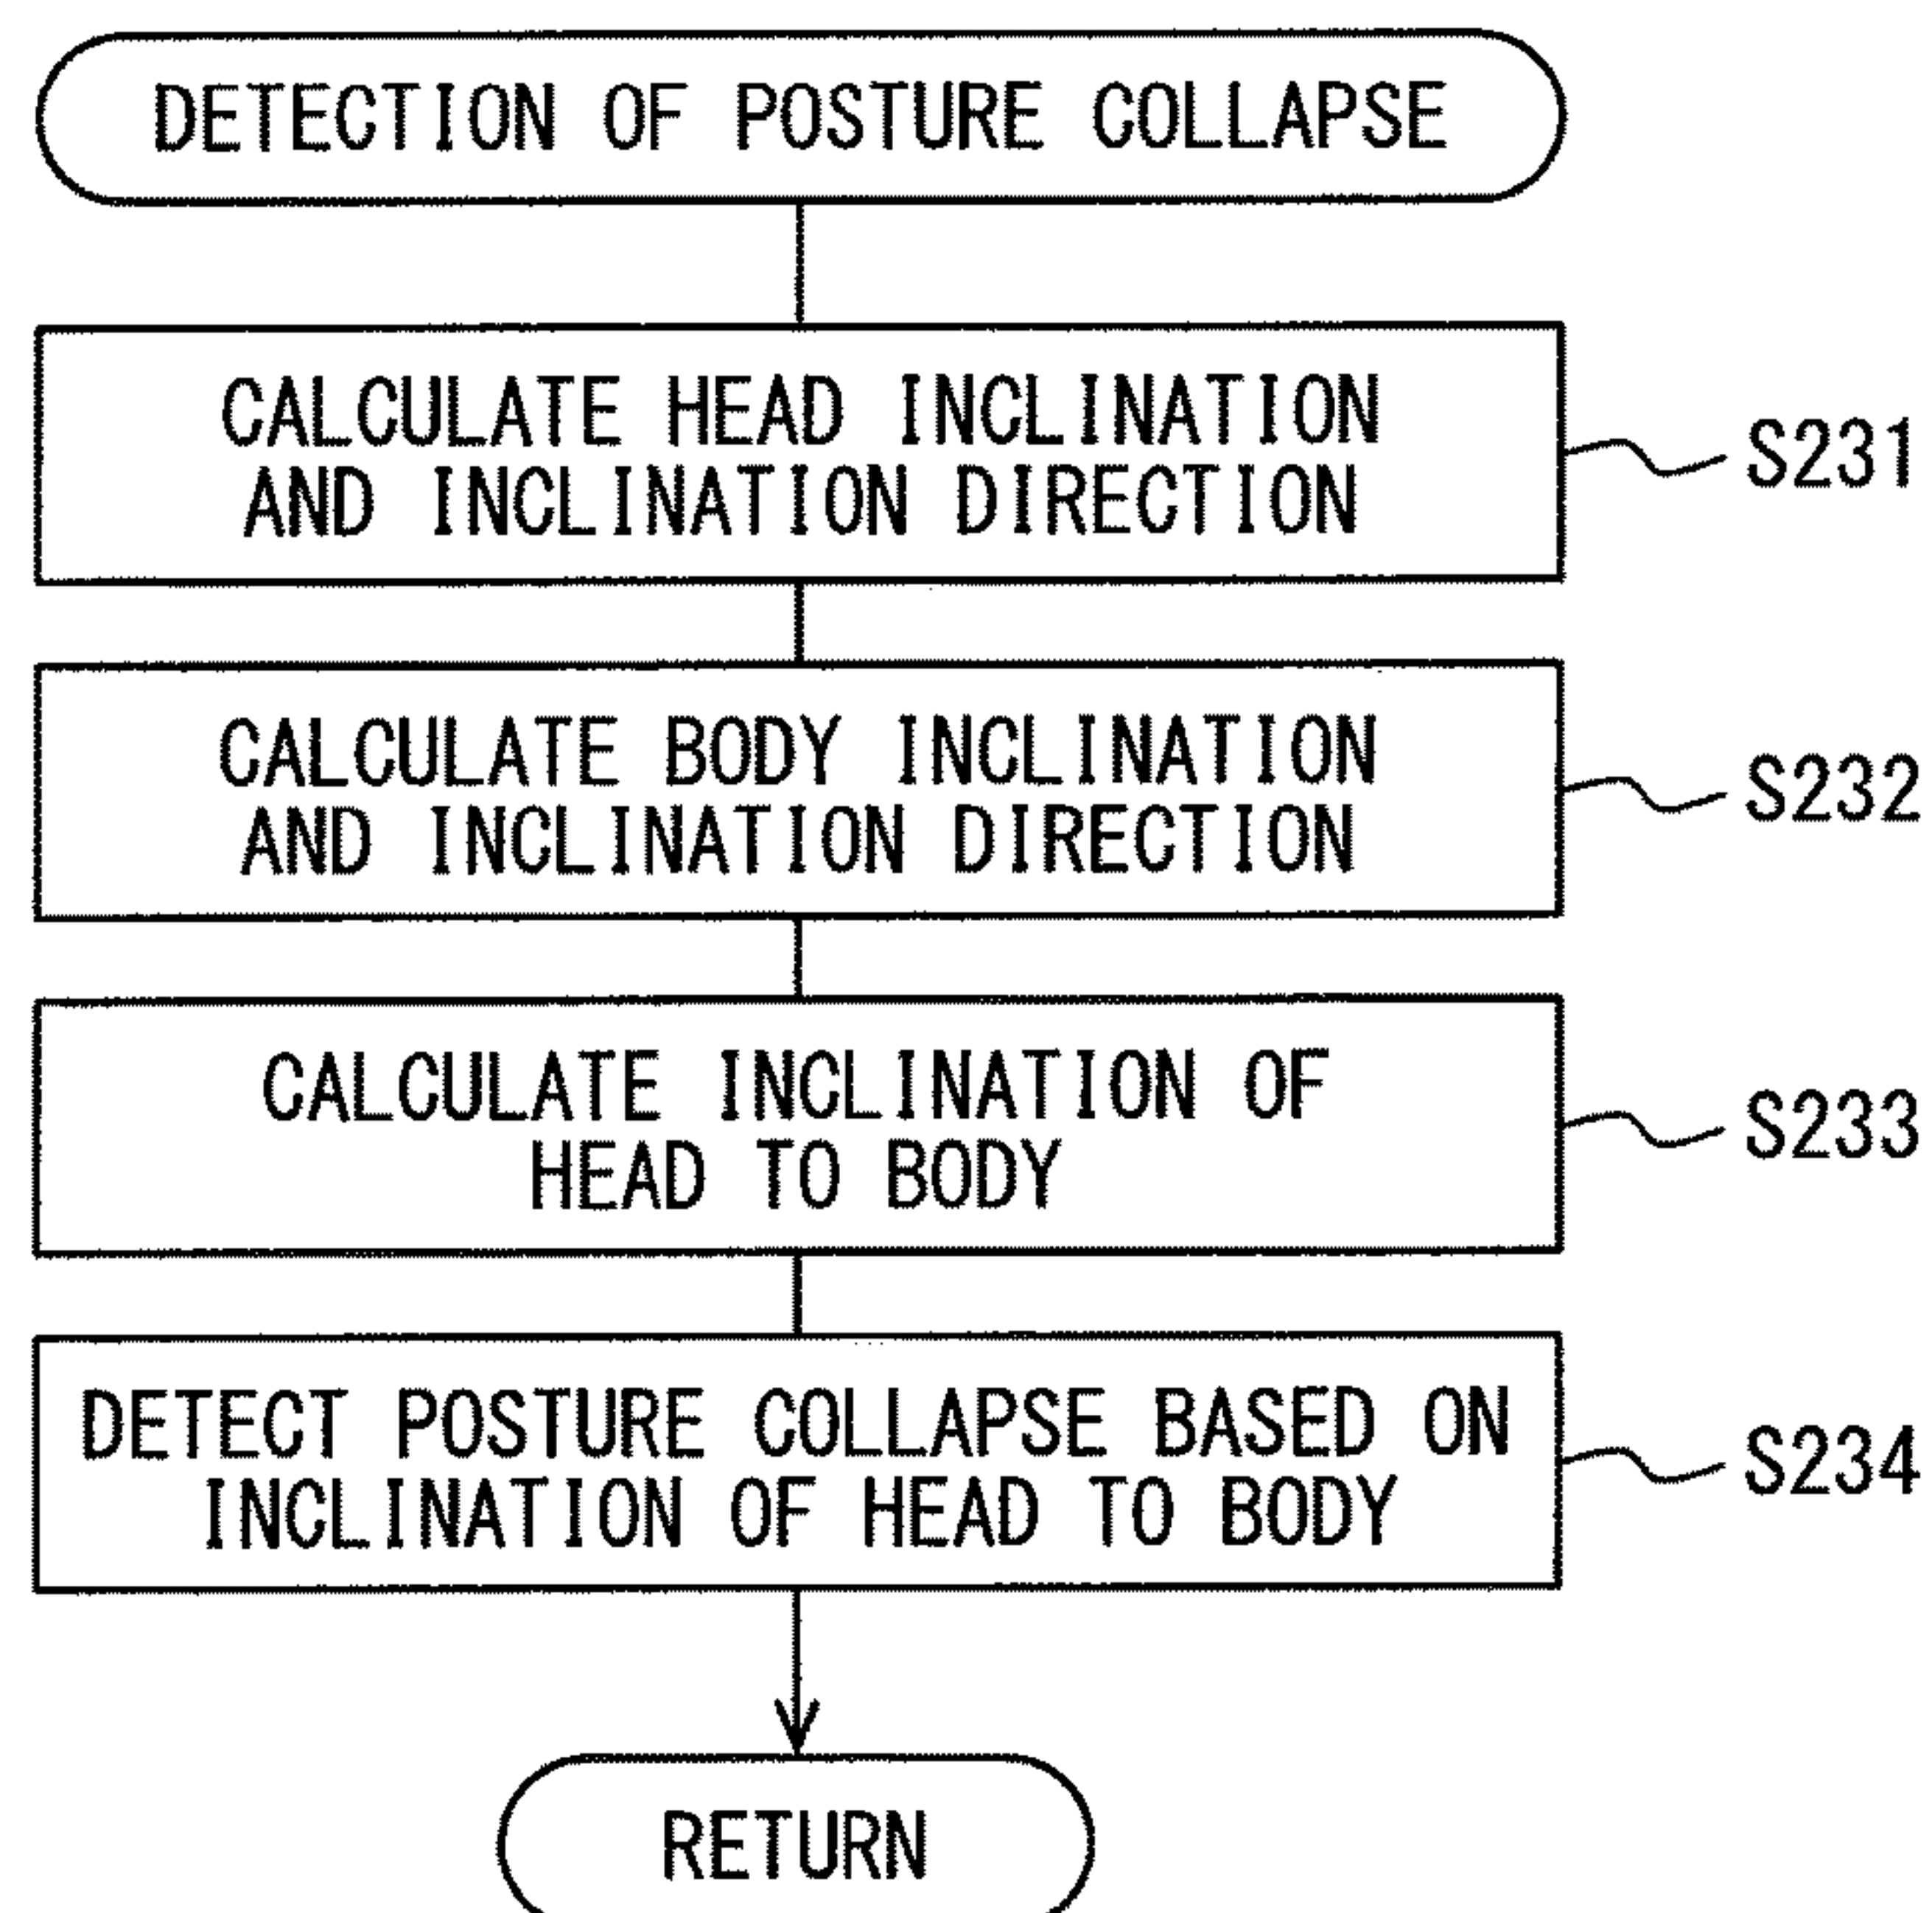 DETECTION OF POSTURE COLLAPSE
CALCULATE HEAD INCLINATION
AND INCLINATION DIRECTION
S231
CALCULATE BODY INCLINATION
AND INCLINATION DIRECTION
S232
CALCULATE INCLINATION OF
HEAD TO BODY
S233
DETECT POSTURE COLLAPSE BASED ON
INCLINATION OF HEAD TO BODY
S234
RETURN